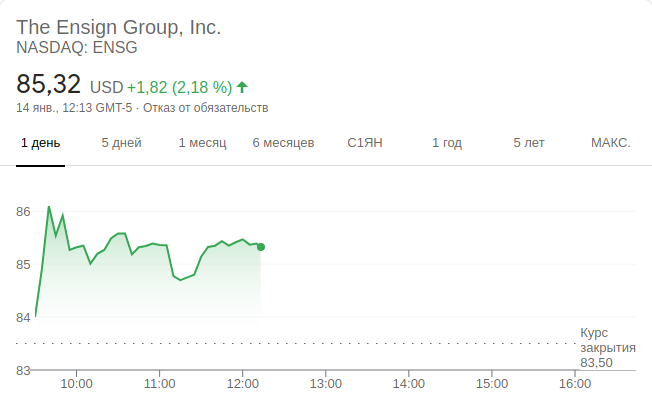 The Ensign Group, Inc.
NASDAQ: ENSG
85,32 USD +1,82 (2,18 %)
14 янв., 12:13 GMT-5 · Отказ от обязательств
1 день 5 дней 1 месяц 6 месяцев С1ЯН 1 год 5 лет МАКС.
86
85
84
83
Курс
закрытия
83,50
10:00 11:00 12:00 13:00 14:00 15:00 16:00